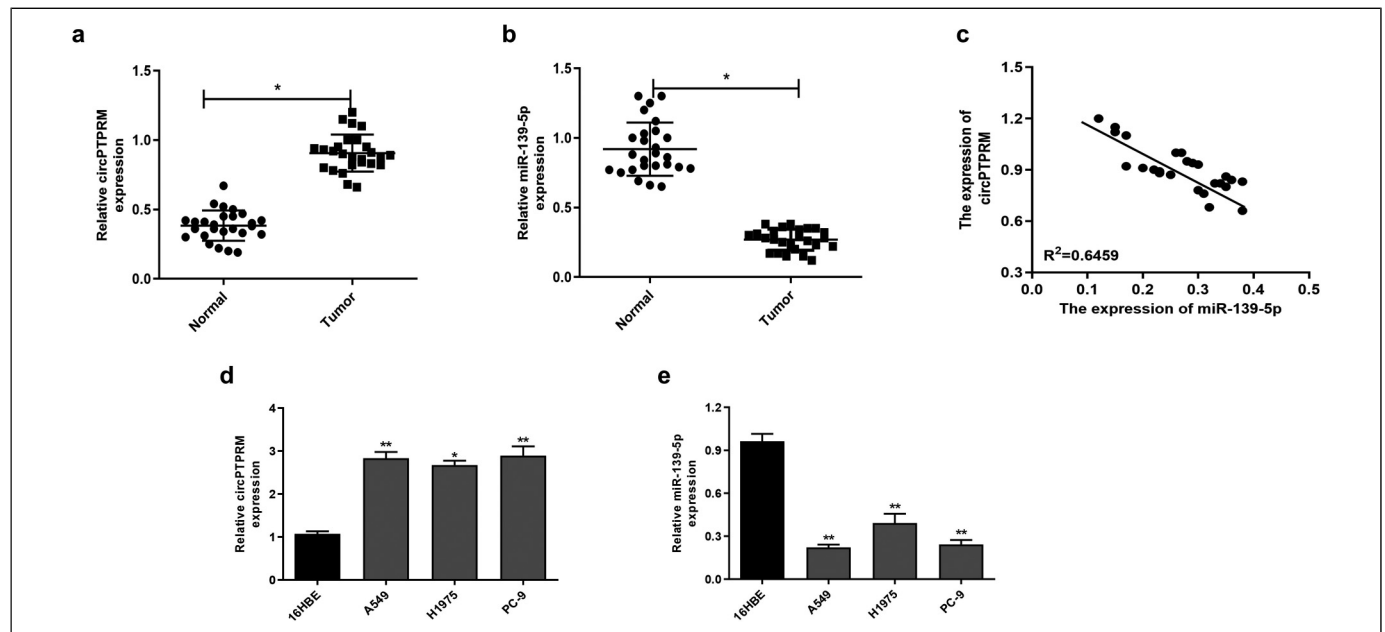 a
Relative circPTPRM
expression
1.5
1.0
0.5
0.0
*
Normal
Tumor
b
Relative miR-139-5p
expression
1.5
1.0
0.5
0.0
*
Normal
Tumor
c
The expression of
circPTPRM
1.5
1.2
0.9
0.6
0.3
R²=0.6459
0.0 0.1 0.2 0.3 0.4 0.5
The expression of miR-139-5p
d
Relative circPTPRM
expression
4
3
2
1
0
** * **
16HBE A549 H1975 PC-9
e
Relative miR-139-5p
expression
1.2
0.9
0.6
0.3
0.0
** ** **
16HBE A549 H1975 PC-9